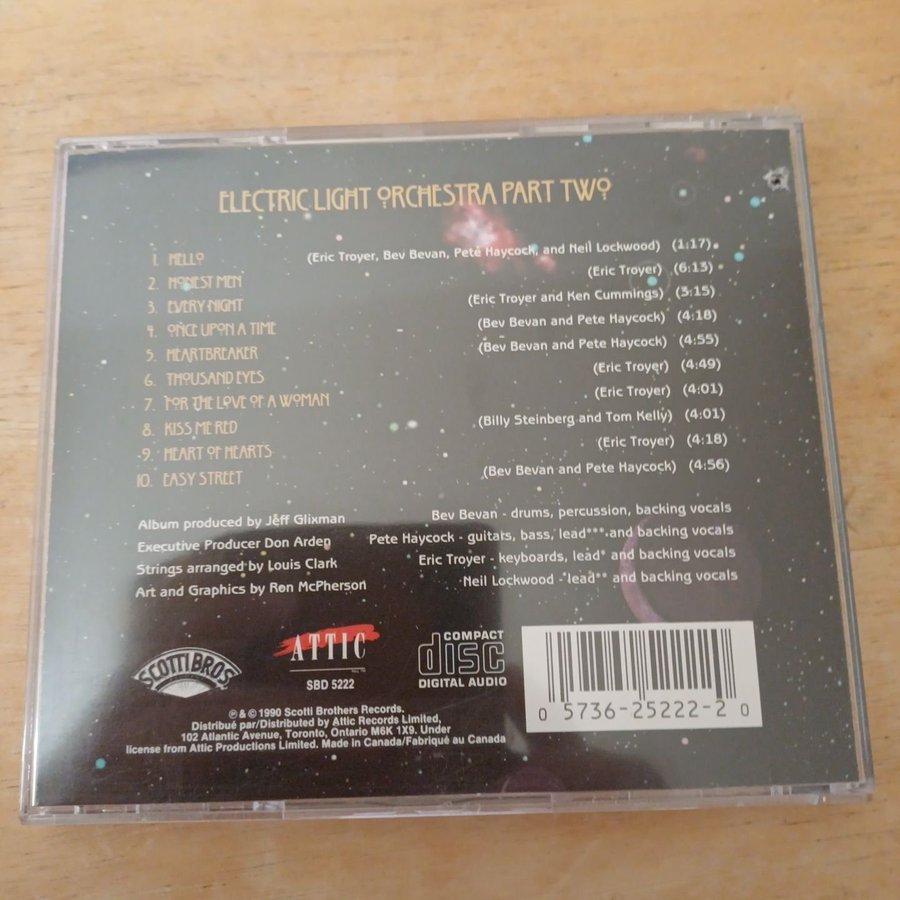 ELECTRIC LIGHT ORCHESTRA PART TWO
1. HELLO (Eric Troyer, Bev Bevan, Pete Haycock, and Neil Lockwood) (1:17)
2. HONEST MEN (Eric Troyer) (6:13)
3. EVERY NIGHT (Eric Troyer and Ken Cummings) (3:15)
4. ONCE UPON A TIME (Bev Bevan and Pete Haycock) (4:18)
5. HEARTBREAKER (Bev Bevan and Pete Haycock) (4:55)
6. THOUSAND EYES (Eric Troyer) (4:49)
7. FOR THE LOVE OF A WOMAN (Eric Troyer) (4:01)
8. KISS ME RED (Billy Steinberg and Tom Kelly) (4:01)
9. HEART OF HEARTS (Eric Troyer) (4:18)
10. EASY STREET (Bev Bevan and Pete Haycock) (4:56)
Album produced by Jeff Glixman
Executive Producer Don Arden
Strings arranged by Louis Clark
Art and Graphics by Ren McPherson
Bev Bevan - drums, percussion, backing vocals
Pete Haycock - guitars, bass, lead*** and backing vocals
Eric Troyer - keyboards, lead* and backing vocals
Neil Lockwood - lead** and backing vocals
SCOTTI BROS
ATTIC
SBD 5222
COMPACT
disc
DIGITAL AUDIO
0 5736-25222-2 0
℗ & © 1990 Scotti Brothers Records.
Distribué par/Distributed by Attic Records Limited,
102 Atlantic Avenue, Toronto, Ontario M6K 1X9. Under
license from Attic Productions Limited. Made in Canada/Fabriqué au Canada